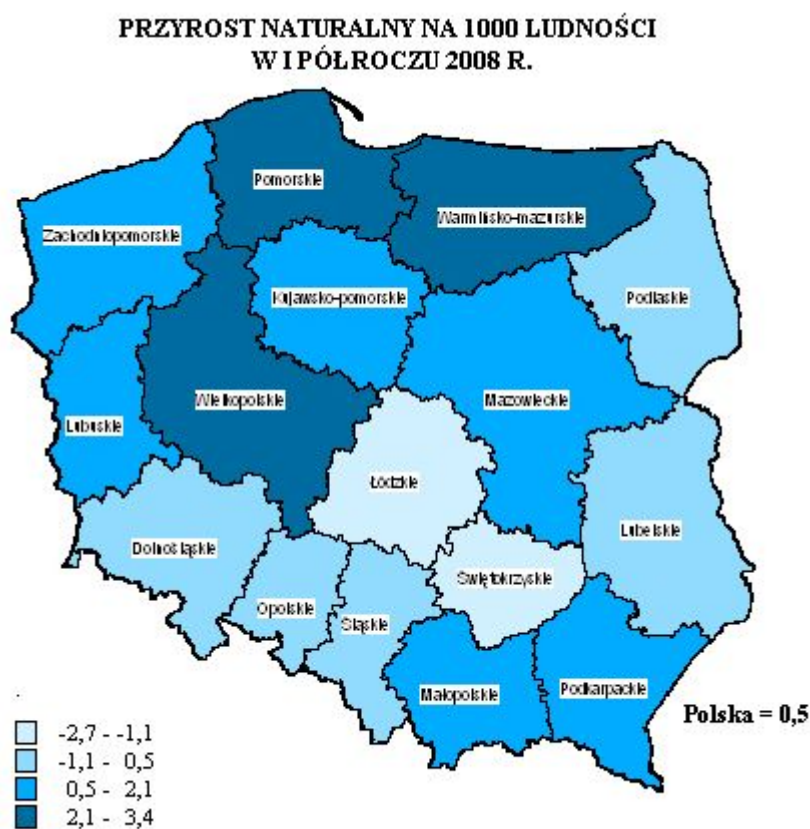 PRZYROST NATURALNY NA 1000 LUDNOŚCI
W I PÓŁROCZU 2008 R.
Pomorskie
Warmińsko-mazurskie
Zachodniopomorskie
Podlaskie
Kujawsko-pomorskie
Wielkopolskie
Mazowieckie
Lubuskie
Łódzkie
Lubelskie
Dolnośląskie
Świętokrzyskie
Opolskie
Śląskie
Małopolskie
Podkarpackie
Polska = 0,5
-2,7 - -1,1
-1,1 - 0,5
0,5 - 2,1
2,1 - 3,4